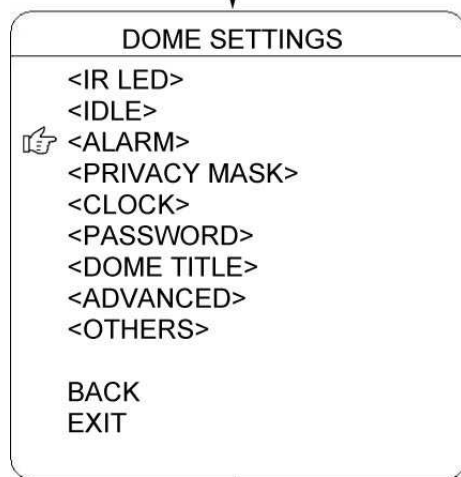 DOME SETTINGS
<IR LED>
<IDLE>
<ALARM>
<PRIVACY MASK>
<CLOCK>
<PASSWORD>
<DOME TITLE>
<ADVANCED>
<OTHERS>
BACK
EXIT